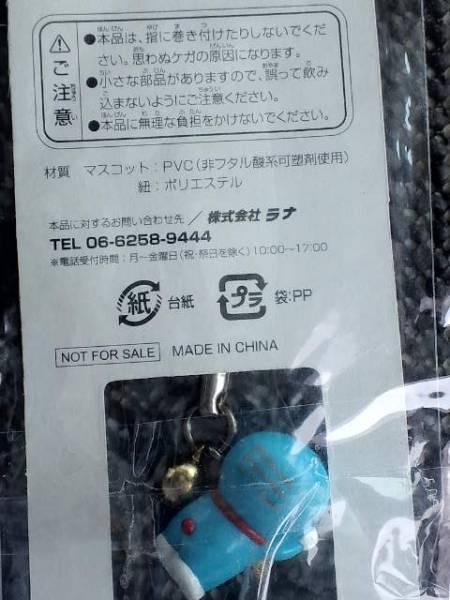 ご注意
●本品は、指に巻き付けたりしないでくだ
さい。思わぬケガの原因になります。
●小さな部品がありますので、誤って飲み
込まないようにご注意ください。
●本品に無理な負担をかけないでください。
材質 マスコット：PVC（非フタル酸系可塑剤使用）
紐：ポリエステル
本品に対するお問い合わせ先／株式会社 ラナ
TEL 06-6258-9444
※電話受付時間：月～金曜日（祝・祭日を除く）10:00～17:00
紙 台紙 プラ 袋:PP
NOT FOR SALE MADE IN CHINA